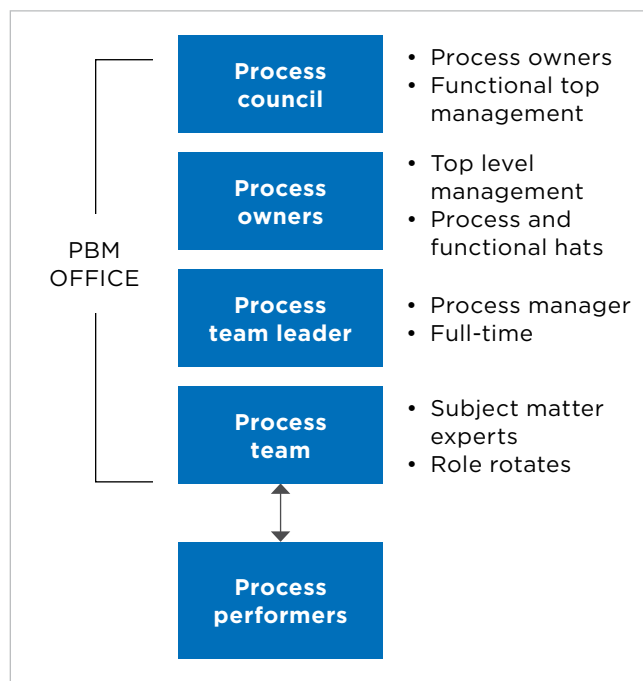 Process
council
• Process owners
• Functional top
management
Process
owners
• Top level
management
• Process and
functional hats
PBM
OFFICE
Process
team leader
• Process manager
• Full-time
Process
team
• Subject matter
experts
• Role rotates
Process
performers